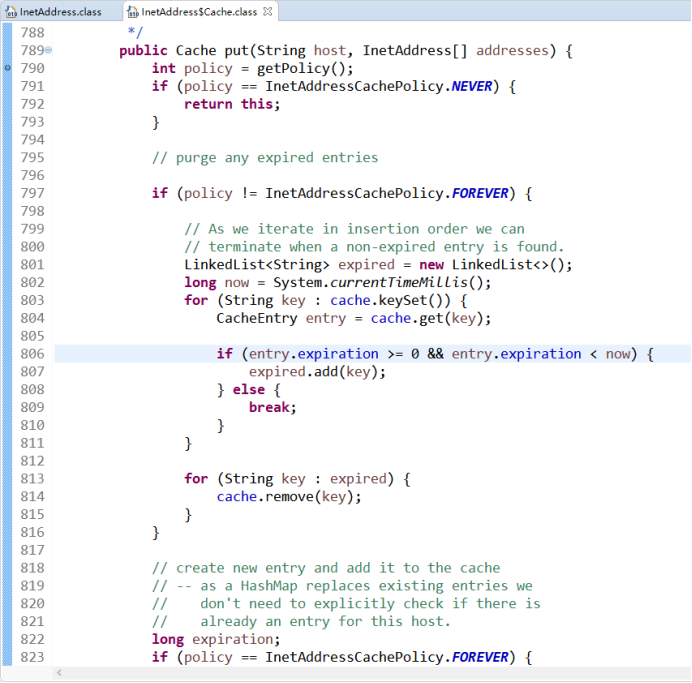 InetAddress.class InetAddress$Cache.class
788 */
789 public Cache put(String host, InetAddress[] addresses) {
790 int policy = getPolicy();
791 if (policy == InetAddressCachePolicy.NEVER) {
792 return this;
793 }
794
795 // purge any expired entries
796
797 if (policy != InetAddressCachePolicy.FOREVER) {
798
799 // As we iterate in insertion order we can
800 // terminate when a non-expired entry is found.
801 LinkedList<String> expired = new LinkedList<>();
802 long now = System.currentTimeMillis();
803 for (String key : cache.keySet()) {
804 CacheEntry entry = cache.get(key);
805
806 if (entry.expiration >= 0 && entry.expiration < now) {
807 expired.add(key);
808 } else {
809 break;
810 }
811 }
812
813 for (String key : expired) {
814 cache.remove(key);
815 }
816 }
817
818 // create new entry and add it to the cache
819 // -- as a HashMap replaces existing entries we
820 // don't need to explicitly check if there is
821 // already an entry for this host.
822 long expiration;
823 if (policy == InetAddressCachePolicy.FOREVER) {